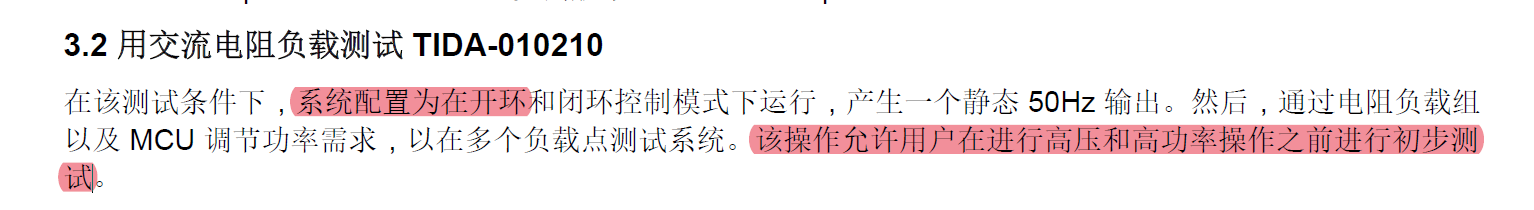 3.2 用交流电阻负载测试 TIDA-010210
在该测试条件下，系统配置为在开环和闭环控制模式下运行，产生一个静态 50Hz 输出。然后，通过电阻负载组
以及 MCU 调节功率需求，以在多个负载点测试系统。该操作允许用户在进行高压和高功率操作之前进行初步测
试。